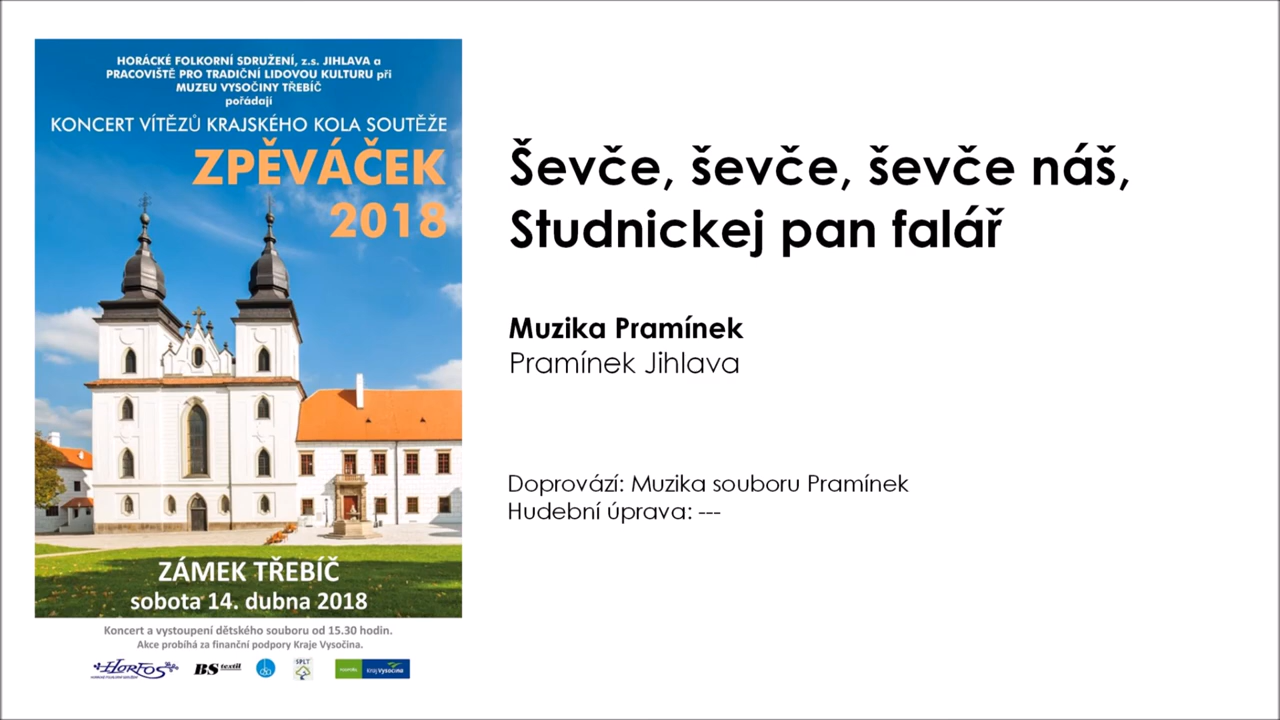 HORÁCKÉ FOLKORNÍ SDRUŽENÍ, z.s. JIHLAVA a
PRACOVIŠTĚ PRO TRADIČNÍ LIDOVOU KULTURU při
MUZEU VYSOČINY TŘEBÍČ
pořádají
KONCERT VÍTĚZŮ KRAJSKÉHO KOLA SOUTĚŽE
ZPĚVÁČEK
2018
ZÁMEK TŘEBÍČ
sobota 14. dubna 2018
Koncert a vystoupení dětského souboru od 15.30 hodin.
Akce probíhá za finanční podpory Kraje Vysočina.
HORFOS
BS textil
SPLT
kraj Vysočina
Ševče, ševče, ševče náš,
Studnickej pan falář
Muzika Pramínek
Pramínek Jihlava
Doprovází: Muzika souboru Pramínek
Hudební úprava: ---